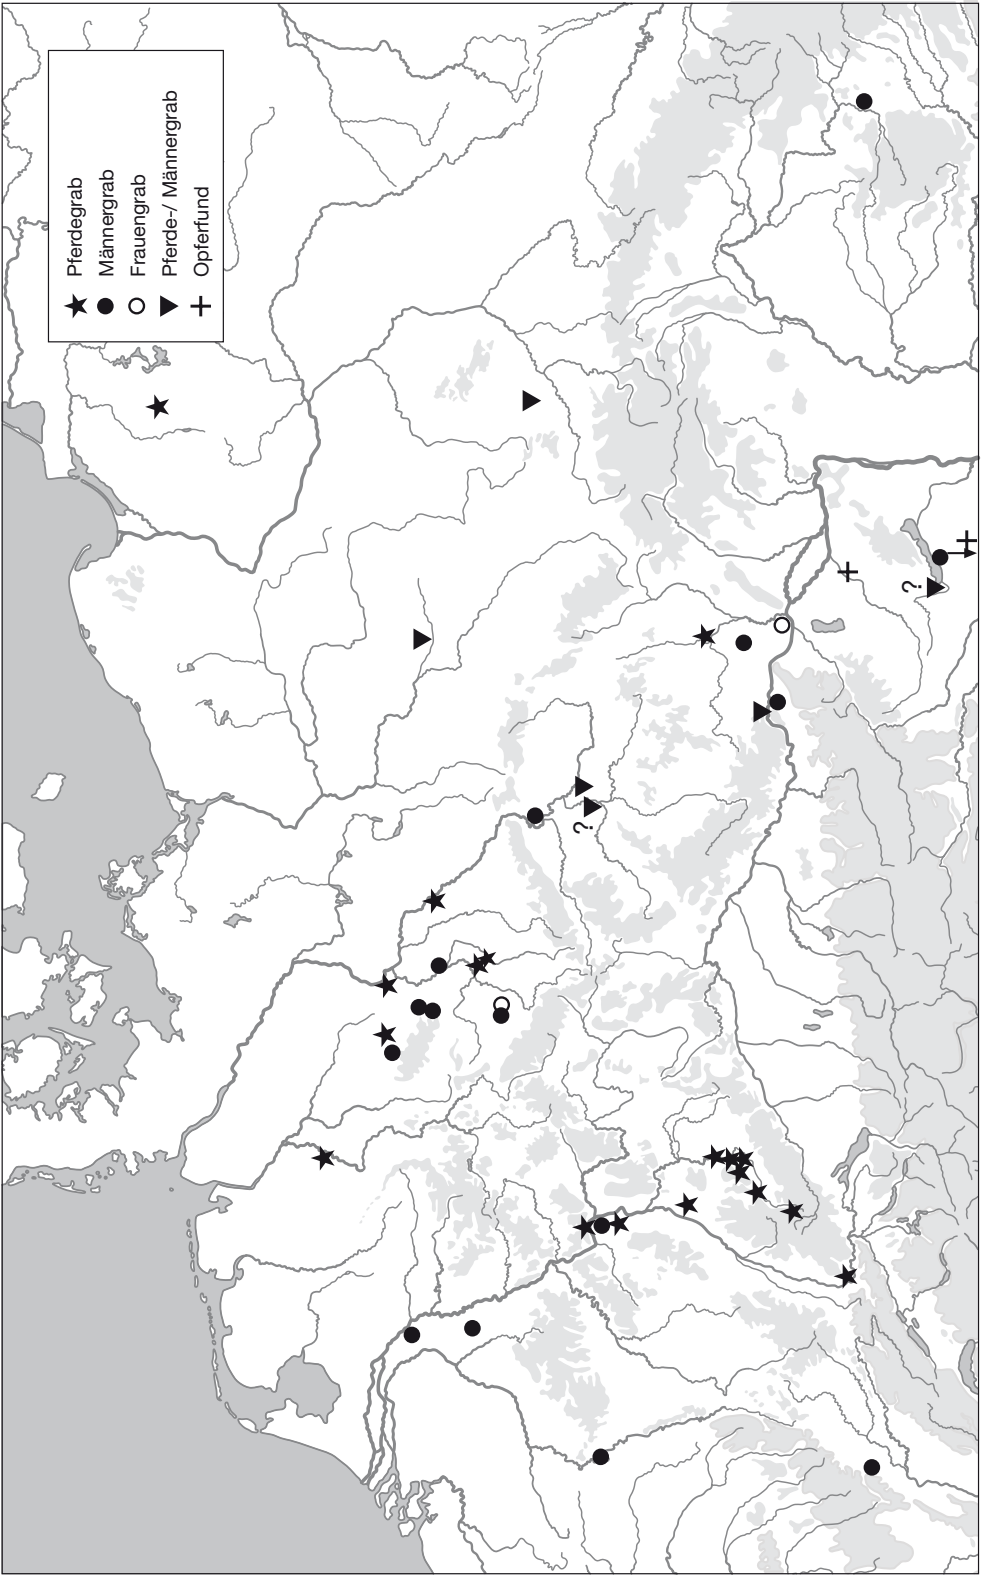 Pferdegrab
Männergrab
Frauengrab
Pferde-/ Männergrab
Opferfund
?
?